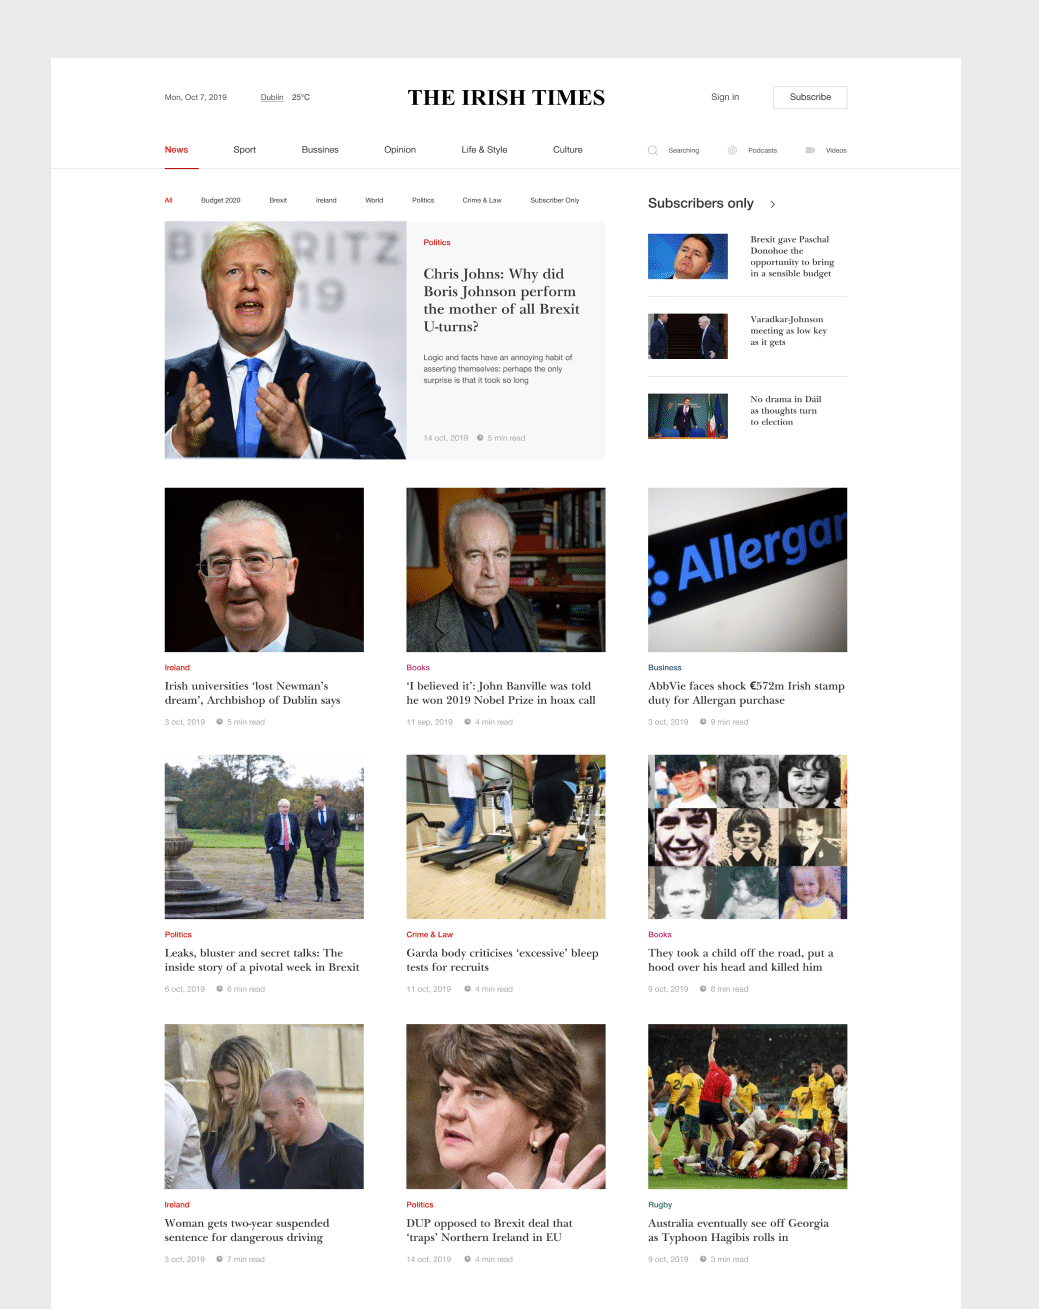 Mon, Oct 7, 2019
Dublin 25ºC
THE IRISH TIMES
Sign in
Subscribe
News
Sport
Bussines
Opinion
Life & Style
Culture
Searching
Podcasts
Videos
All
Budget 2020
Brexit
Ireland
World
Politics
Crime & Law
Subscriber Only
RITZ
19
Politics
Chris Johns: Why did
Boris Johnson perform
the mother of all Brexit
U-turns?
Logic and facts have an annoying habit of
asserting themselves: perhaps the only
surprise is that it took so long
14 oct, 2019 5 min read
Subscribers only
Brexit gave Paschal
Donohoe the
opportunity to bring
in a sensible budget
Varadkar-Johnson
meeting as low key
as it gets
No drama in Dáil
as thoughts turn
to election
Ireland
Irish universities ‘lost Newman’s
dream’, Archbishop of Dublin says
3 oct, 2019 5 min read
Books
‘I believed it’: John Banville was told
he won 2019 Nobel Prize in hoax call
11 sep, 2019 4 min read
Allergan
Business
AbbVie faces shock €572m Irish stamp
duty for Allergan purchase
3 oct, 2019 9 min read
Politics
Leaks, bluster and secret talks: The
inside story of a pivotal week in Brexit
6 oct, 2019 6 min read
Crime & Law
Garda body criticises ‘excessive’ bleep
tests for recruits
11 oct, 2019 4 min read
Books
They took a child off the road, put a
hood over his head and killed him
9 oct, 2019 8 min read
Ireland
Woman gets two-year suspended
sentence for dangerous driving
3 oct, 2019 7 min read
Politics
DUP opposed to Brexit deal that
‘traps’ Northern Ireland in EU
14 oct, 2019 4 min read
Rugby
Australia eventually see off Georgia
as Typhoon Hagibis rolls in
9 oct, 2019 3 min read